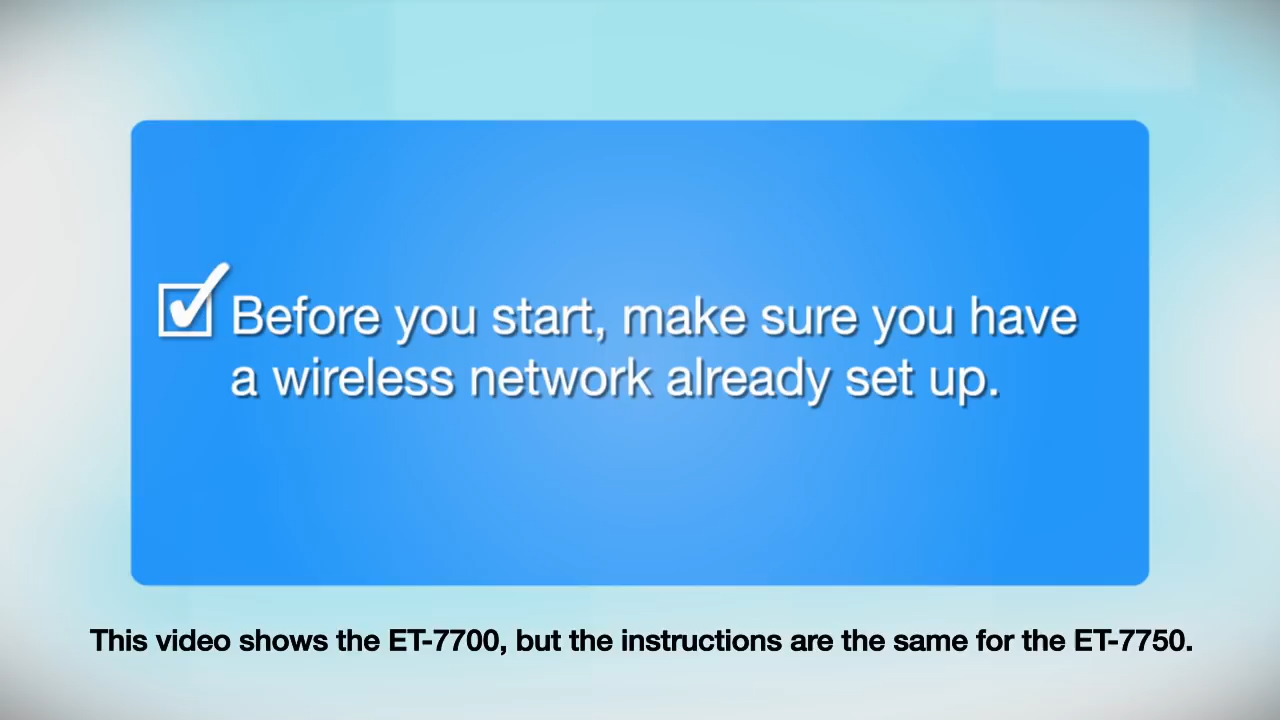 Before you start, make sure you have
a wireless network already set up.
This video shows the ET-7700, but the instructions are the same for the ET-7750.